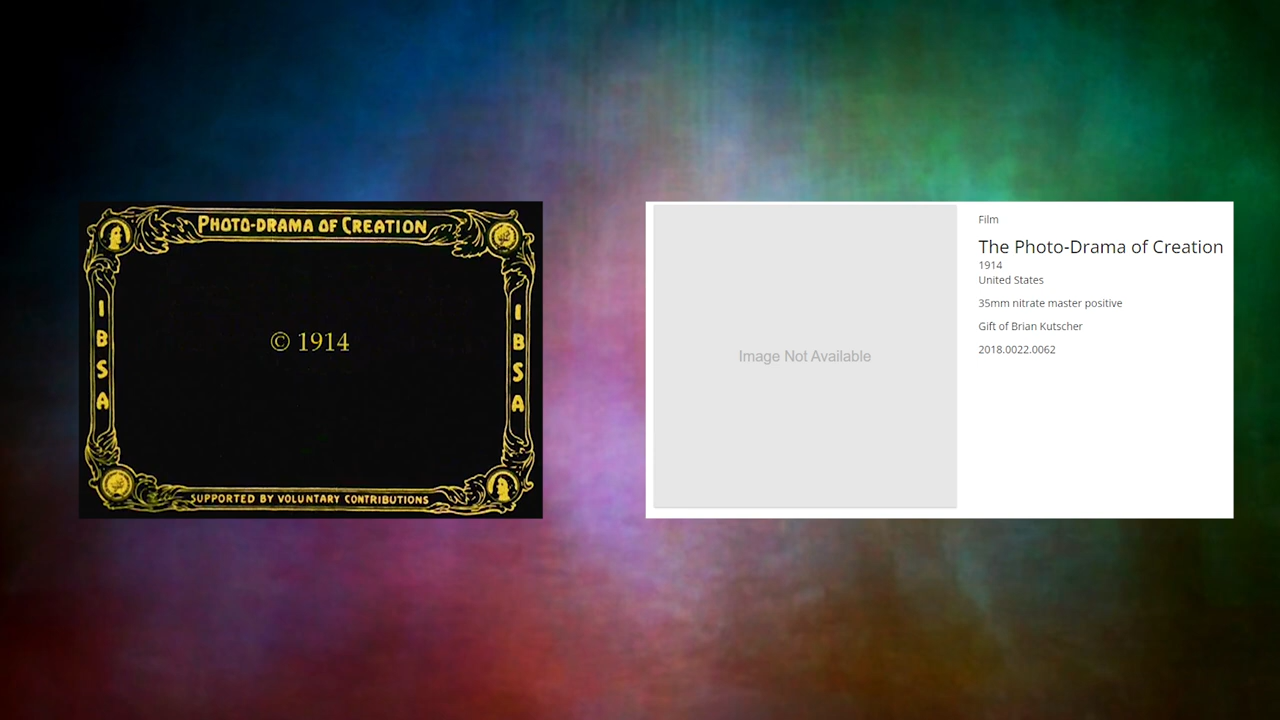 PHOTO-DRAMA OF CREATION
I B S A
© 1914
I B S A
SUPPORTED BY VOLUNTARY CONTRIBUTIONS
Image Not Available
Film
The Photo-Drama of Creation
1914
United States
35mm nitrate master positive
Gift of Brian Kutscher
2018.0022.0062